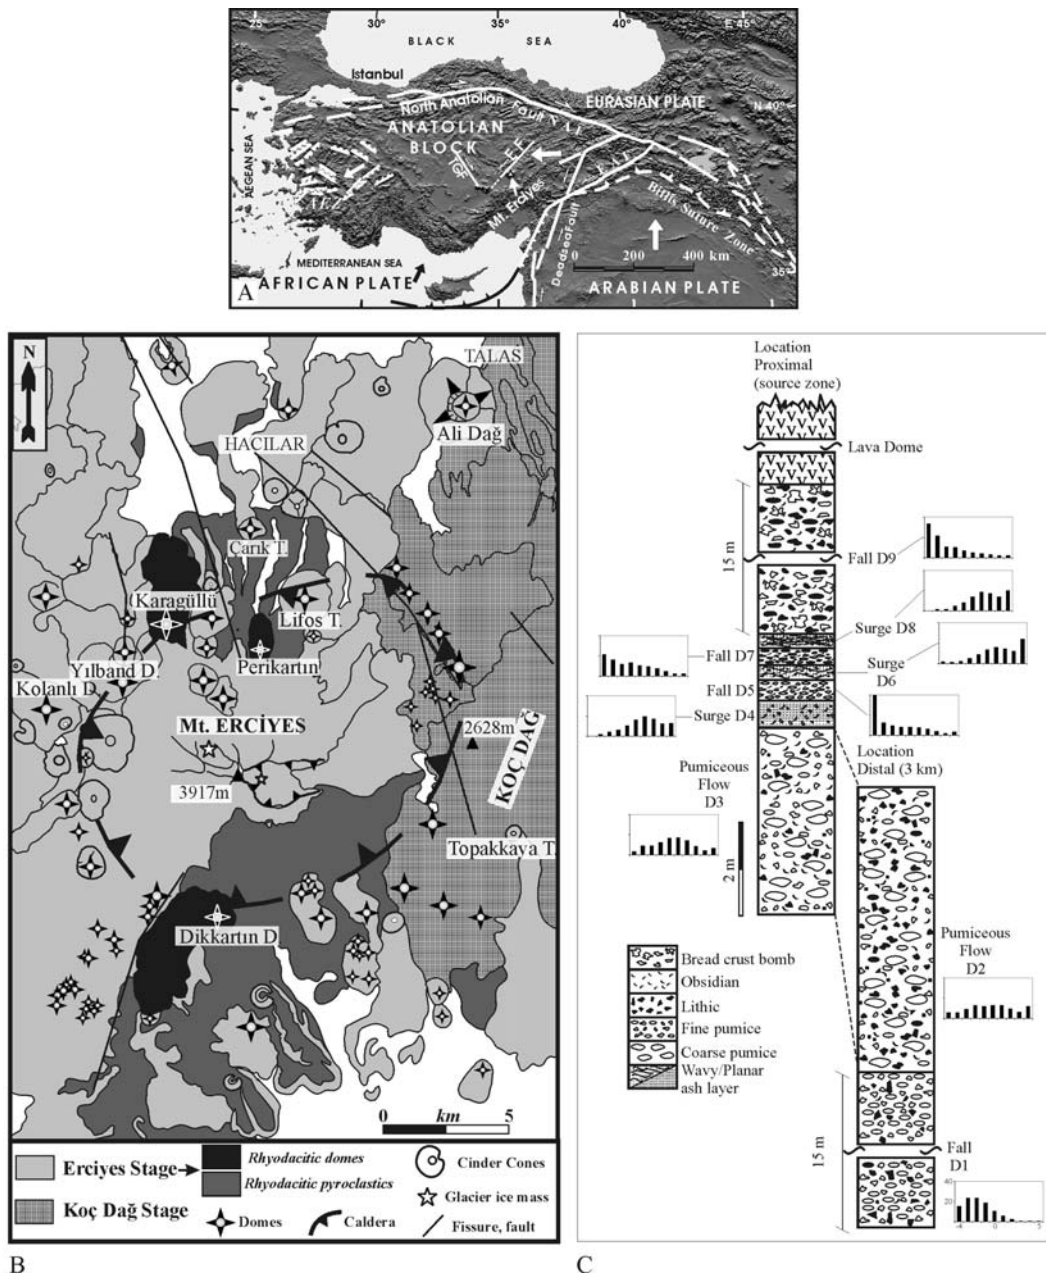 25°
30°
35°
40°
E 45°
BLACK SEA
Istanbul
North Anatolian Fault N A F
EURASIAN PLATE
N 40°
ANATOLIAN
BLOCK
AEGEAN SEA
TGF
E F
E A F
Mt. Erciyes
Bitlis Suture Zone
Deadsea Fault
MEDITERRANEAN SEA
AFRICAN PLATE
0 200 400 km
35°
ARABIAN PLATE
A
N
TALAS
Ali Dağ
HACILAR
Carık T.
Karagüllü
Lifos T.
Perikartın
Yılband D.
Kolanlı D.
Mt. ERCİYES
2628m
3917m
KOÇ DAĞ
Topakkaya T.
Dikkartın D
0 km 5
Erciyes Stage
Rhyodacitic domes
Rhyodacitic pyroclastics
Cinder Cones
Glacier ice mass
Koç Dağ Stage
Domes
Caldera
Fissure, fault
B
Location
Proximal
(source zone)
Lava Dome
15 m
Fall D9
Surge D8
Fall D7
Surge
D6
Fall D5
Surge D4
Location
Distal (3 km)
Pumiceous
Flow
D3
2 m
Pumiceous
Flow
D2
Bread crust bomb
Obsidian
Lithic
Fine pumice
Coarse pumice
Wavy/Planar
ash layer
15 m
Fall
D1
40
20
-4 0 5
C